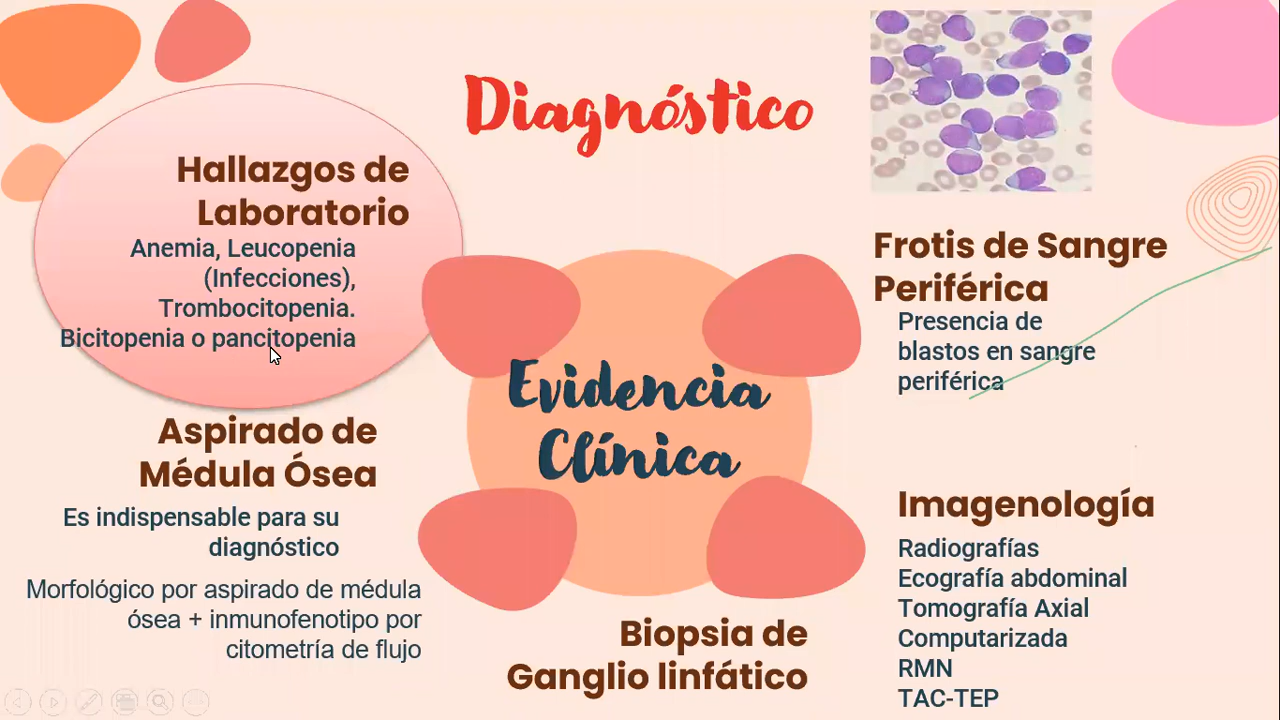 Diagnóstico
Hallazgos de
Laboratorio
Anemia, Leucopenia
(Infecciones),
Trombocitopenia.
Bicitopenia o pancitopenia
Frotis de Sangre
Periférica
Presencia de
blastos en sangre
periférica
Evidencia
Clínica
Aspirado de
Médula Ósea
Es indispensable para su
diagnóstico
Morfológico por aspirado de médula
ósea + inmunofenotipo por
citometría de flujo
Biopsia de
Ganglio linfático
Imagenología
Radiografías
Ecografía abdominal
Tomografía Axial
Computarizada
RMN
TAC-TEP